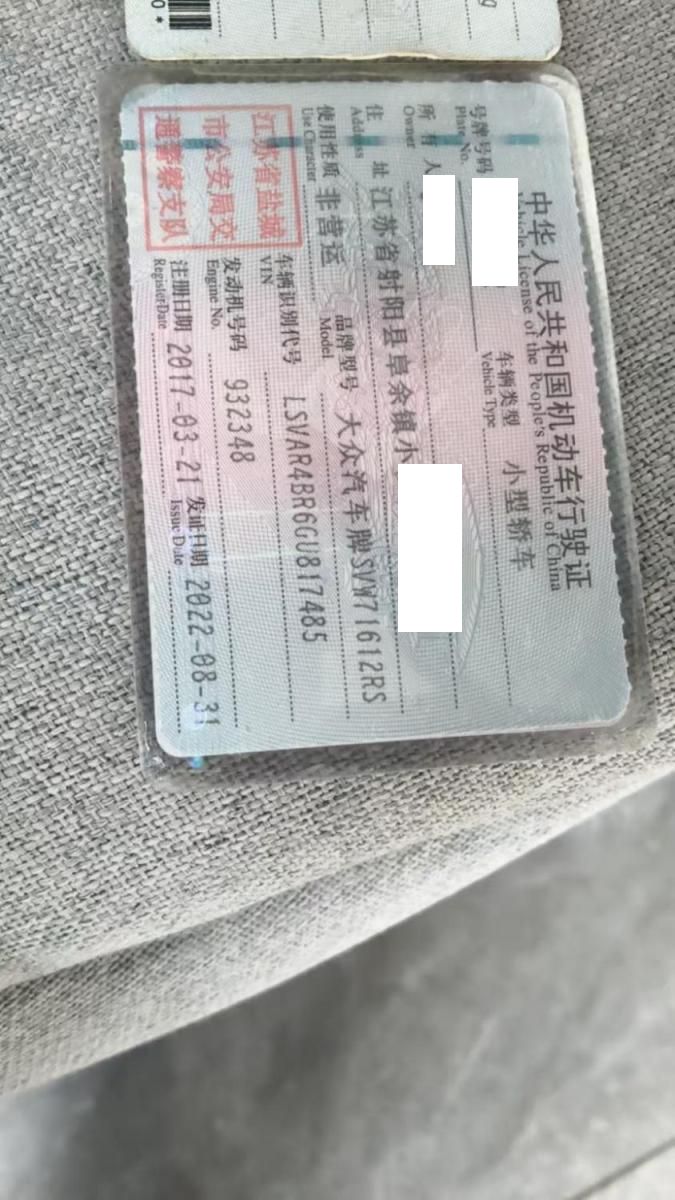 中华人民共和国机动车行驶证
Vehicle License of the People's Republic of China
号牌号码
Plate No.
车辆类型 小型轿车
Vehicle Type
所有人
Owner
住址 江苏省射阳县阜余镇小
Address
使用性质 非营运
Use Character
品牌型号 大众汽车牌SVW71612RS
Model
江苏省盐城
市公安局交
通警察支队
车辆识别代号 LSVAR4BR6GU817485
VIN
发动机号码 932348
Engine No.
注册日期 2017-03-21
Register Date
发证日期 2022-08-31
Issue Date